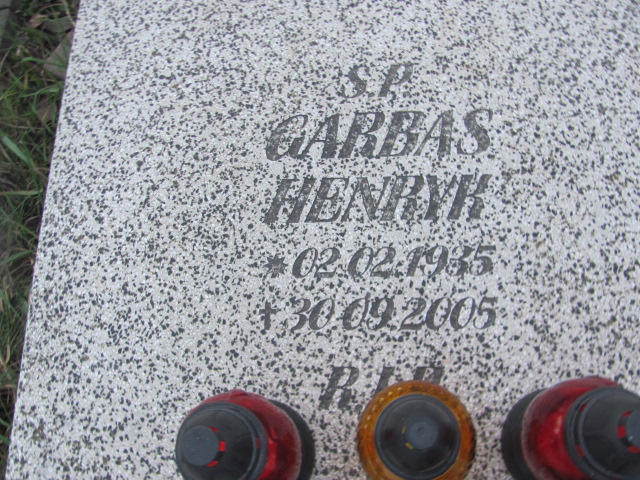 Ś.P.
GARBAS
HENRYK
* 02.02.1935
+ 30.09.2005
R.I.P.